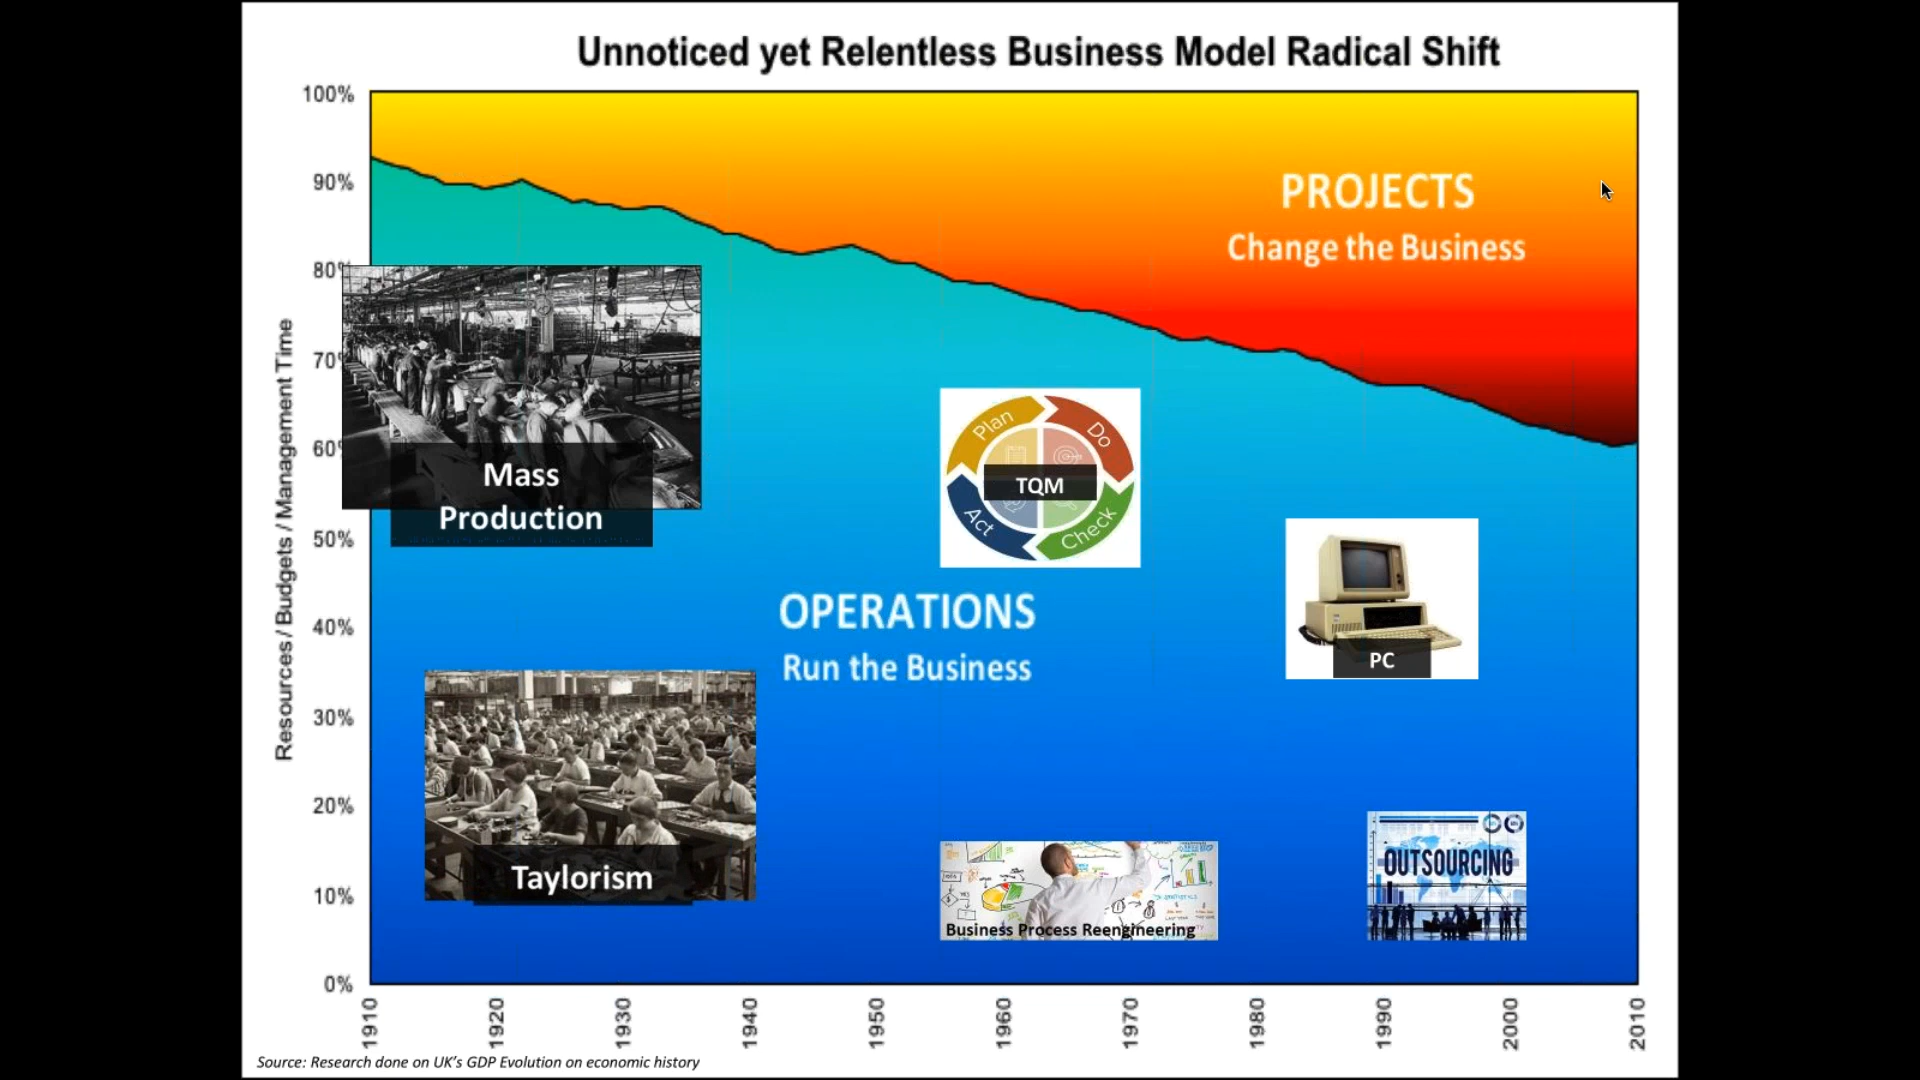 Unnoticed yet Relentless Business Model Radical Shift
100%
90%
80%
70%
60%
50%
40%
30%
20%
10%
0%
Resources / Budgets / Management Time
PROJECTS
Change the Business
Mass
Production
Plan
Do
TQM
Act
Check
OPERATIONS
Run the Business
PC
Taylorism
Business Process Reengineering
OUTSOURCING
1910
1920
1930
1940
1950
1960
1970
1980
1990
2000
2010
Source: Research done on UK's GDP Evolution on economic history